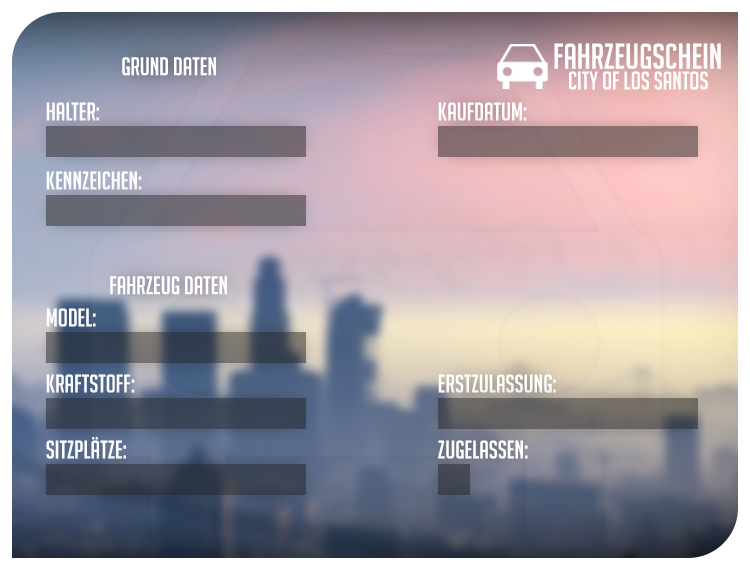 GRUND DATEN
FAHRZEUGSCHEIN
CITY OF LOS SANTOS
HALTER:
KAUFDATUM:
KENNZEICHEN:
FAHRZEUG DATEN
MODEL:
KRAFTSTOFF:
ERSTZULASSUNG:
SITZPLÄTZE:
ZUGELASSEN: